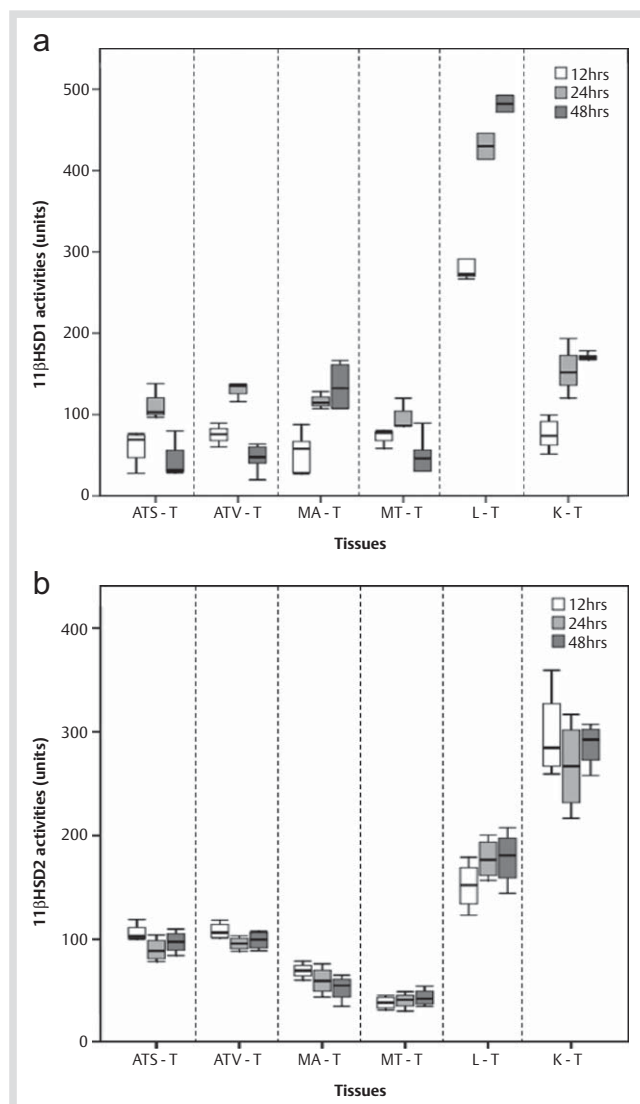 a
11βHSD1 activities (units)
500
400
300
200
100
0
12hrs
24hrs
48hrs
ATS - T ATV - T MA - T MT - T L - T K - T
Tissues
b
11βHSD2 activities (units)
400
300
200
100
0
12hrs
24hrs
48hrs
ATS - T ATV - T MA - T MT - T L - T K - T
Tissues